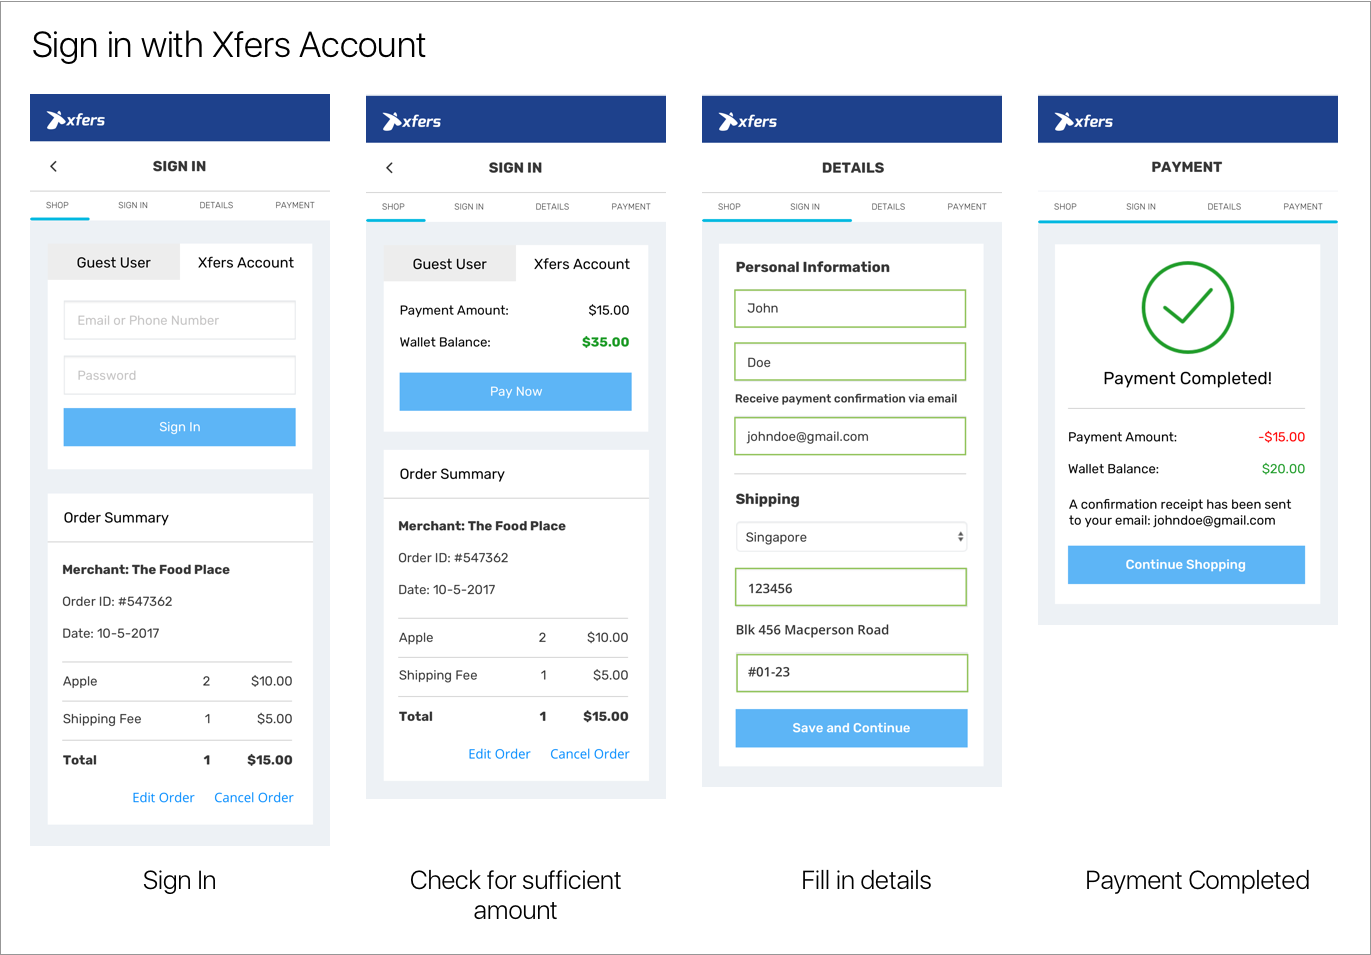 Sign in with Xfers Account
xfers
SIGN IN
SHOP SIGN IN DETAILS PAYMENT
Guest User Xfers Account
Email or Phone Number
Password
Sign In
Order Summary
Merchant: The Food Place
Order ID: #547362
Date: 10-5-2017
Apple 2 $10.00
Shipping Fee 1 $5.00
Total 1 $15.00
Edit Order Cancel Order
Sign In
xfers
SIGN IN
SHOP SIGN IN DETAILS PAYMENT
Guest User Xfers Account
Payment Amount: $15.00
Wallet Balance: $35.00
Pay Now
Order Summary
Merchant: The Food Place
Order ID: #547362
Date: 10-5-2017
Apple 2 $10.00
Shipping Fee 1 $5.00
Total 1 $15.00
Edit Order Cancel Order
Check for sufficient
amount
xfers
DETAILS
SHOP SIGN IN DETAILS PAYMENT
Personal Information
John
Doe
Receive payment confirmation via email
johndoe@gmail.com
Shipping
Singapore
123456
Blk 456 Macperson Road
#01-23
Save and Continue
Fill in details
xfers
PAYMENT
SHOP SIGN IN DETAILS PAYMENT
Payment Completed!
Payment Amount: -$15.00
Wallet Balance: $20.00
A confirmation receipt has been sent
to your email: johndoe@gmail.com
Continue Shopping
Payment Completed